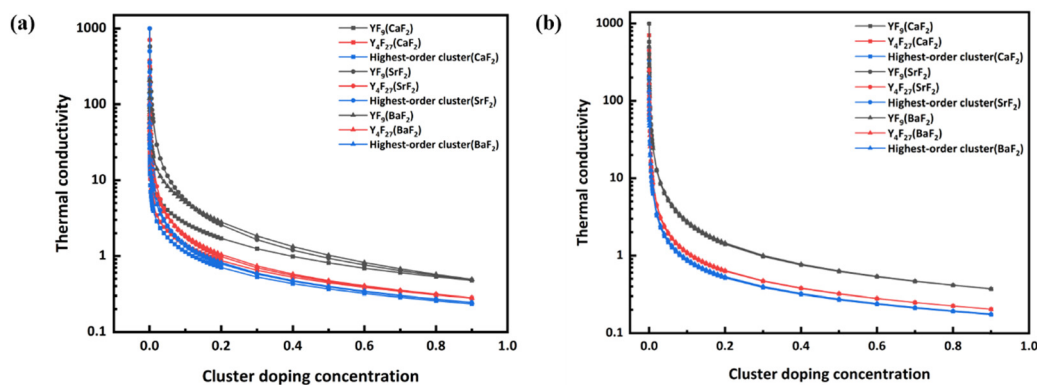 (a)
1000
100
10
1
0.1
Thermal conductivity
0.0 0.2 0.4 0.6 0.8 1.0
Cluster doping concentration
YF₉(CaF₂)
Y₄F₂₇(CaF₂)
Highest-order cluster(CaF₂)
YF₉(SrF₂)
Y₄F₂₇(SrF₂)
Highest-order cluster(SrF₂)
YF₉(BaF₂)
Y₄F₂₇(BaF₂)
Highest-order cluster(BaF₂)
(b)
1000
100
10
1
0.1
Thermal conductivity
0.0 0.2 0.4 0.6 0.8 1.0
Cluster doping concentration
YF₉(CaF₂)
Y₄F₂₇(CaF₂)
Highest-order cluster(CaF₂)
YF₉(SrF₂)
Y₄F₂₇(SrF₂)
Highest-order cluster(SrF₂)
YF₉(BaF₂)
Y₄F₂₇(BaF₂)
Highest-order cluster(BaF₂)